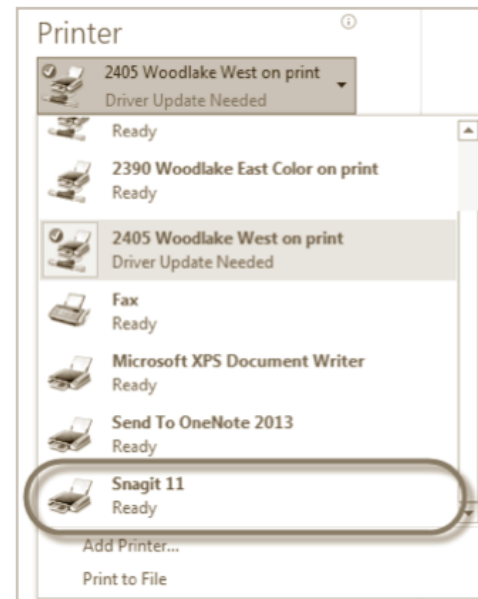 Printer
2405 Woodlake West on print
Driver Update Needed
Ready
2390 Woodlake East Color on print
Ready
2405 Woodlake West on print
Driver Update Needed
Fax
Ready
Microsoft XPS Document Writer
Ready
Send To OneNote 2013
Ready
Snagit 11
Ready
Add Printer...
Print to File